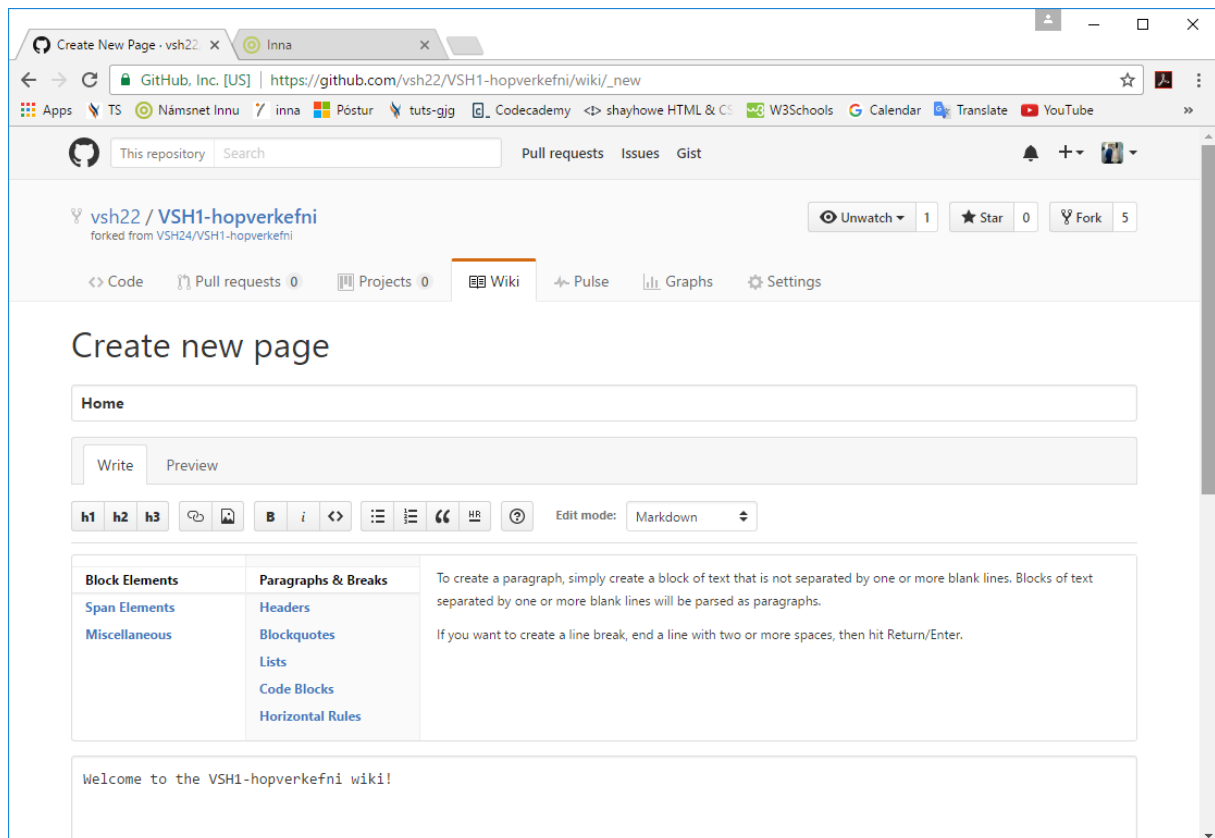 Create New Page · vsh22
Inna
GitHub, Inc. [US] | https://github.com/vsh22/VSH1-hopverkefni/wiki/_new
Apps TS Námsnet Innu inna Póstur tuts-gjg Codecademy shayhowe HTML & CS W3Schools Calendar Translate YouTube »
This repository Search Pull requests Issues Gist
vsh22 / VSH1-hopverkefni Unwatch 1 Star 0 Fork 5
forked from VSH24/VSH1-hopverkefni
Code Pull requests 0 Projects 0 Wiki Pulse Graphs Settings
Create new page
Home
Write Preview
h1 h2 h3 B i <> “ HR ? Edit mode: Markdown
Block Elements
Span Elements
Miscellaneous
Paragraphs & Breaks
Headers
Blockquotes
Lists
Code Blocks
Horizontal Rules
To create a paragraph, simply create a block of text that is not separated by one or more blank lines. Blocks of text
separated by one or more blank lines will be parsed as paragraphs.
If you want to create a line break, end a line with two or more spaces, then hit Return/Enter.
Welcome to the VSH1-hopverkefni wiki!